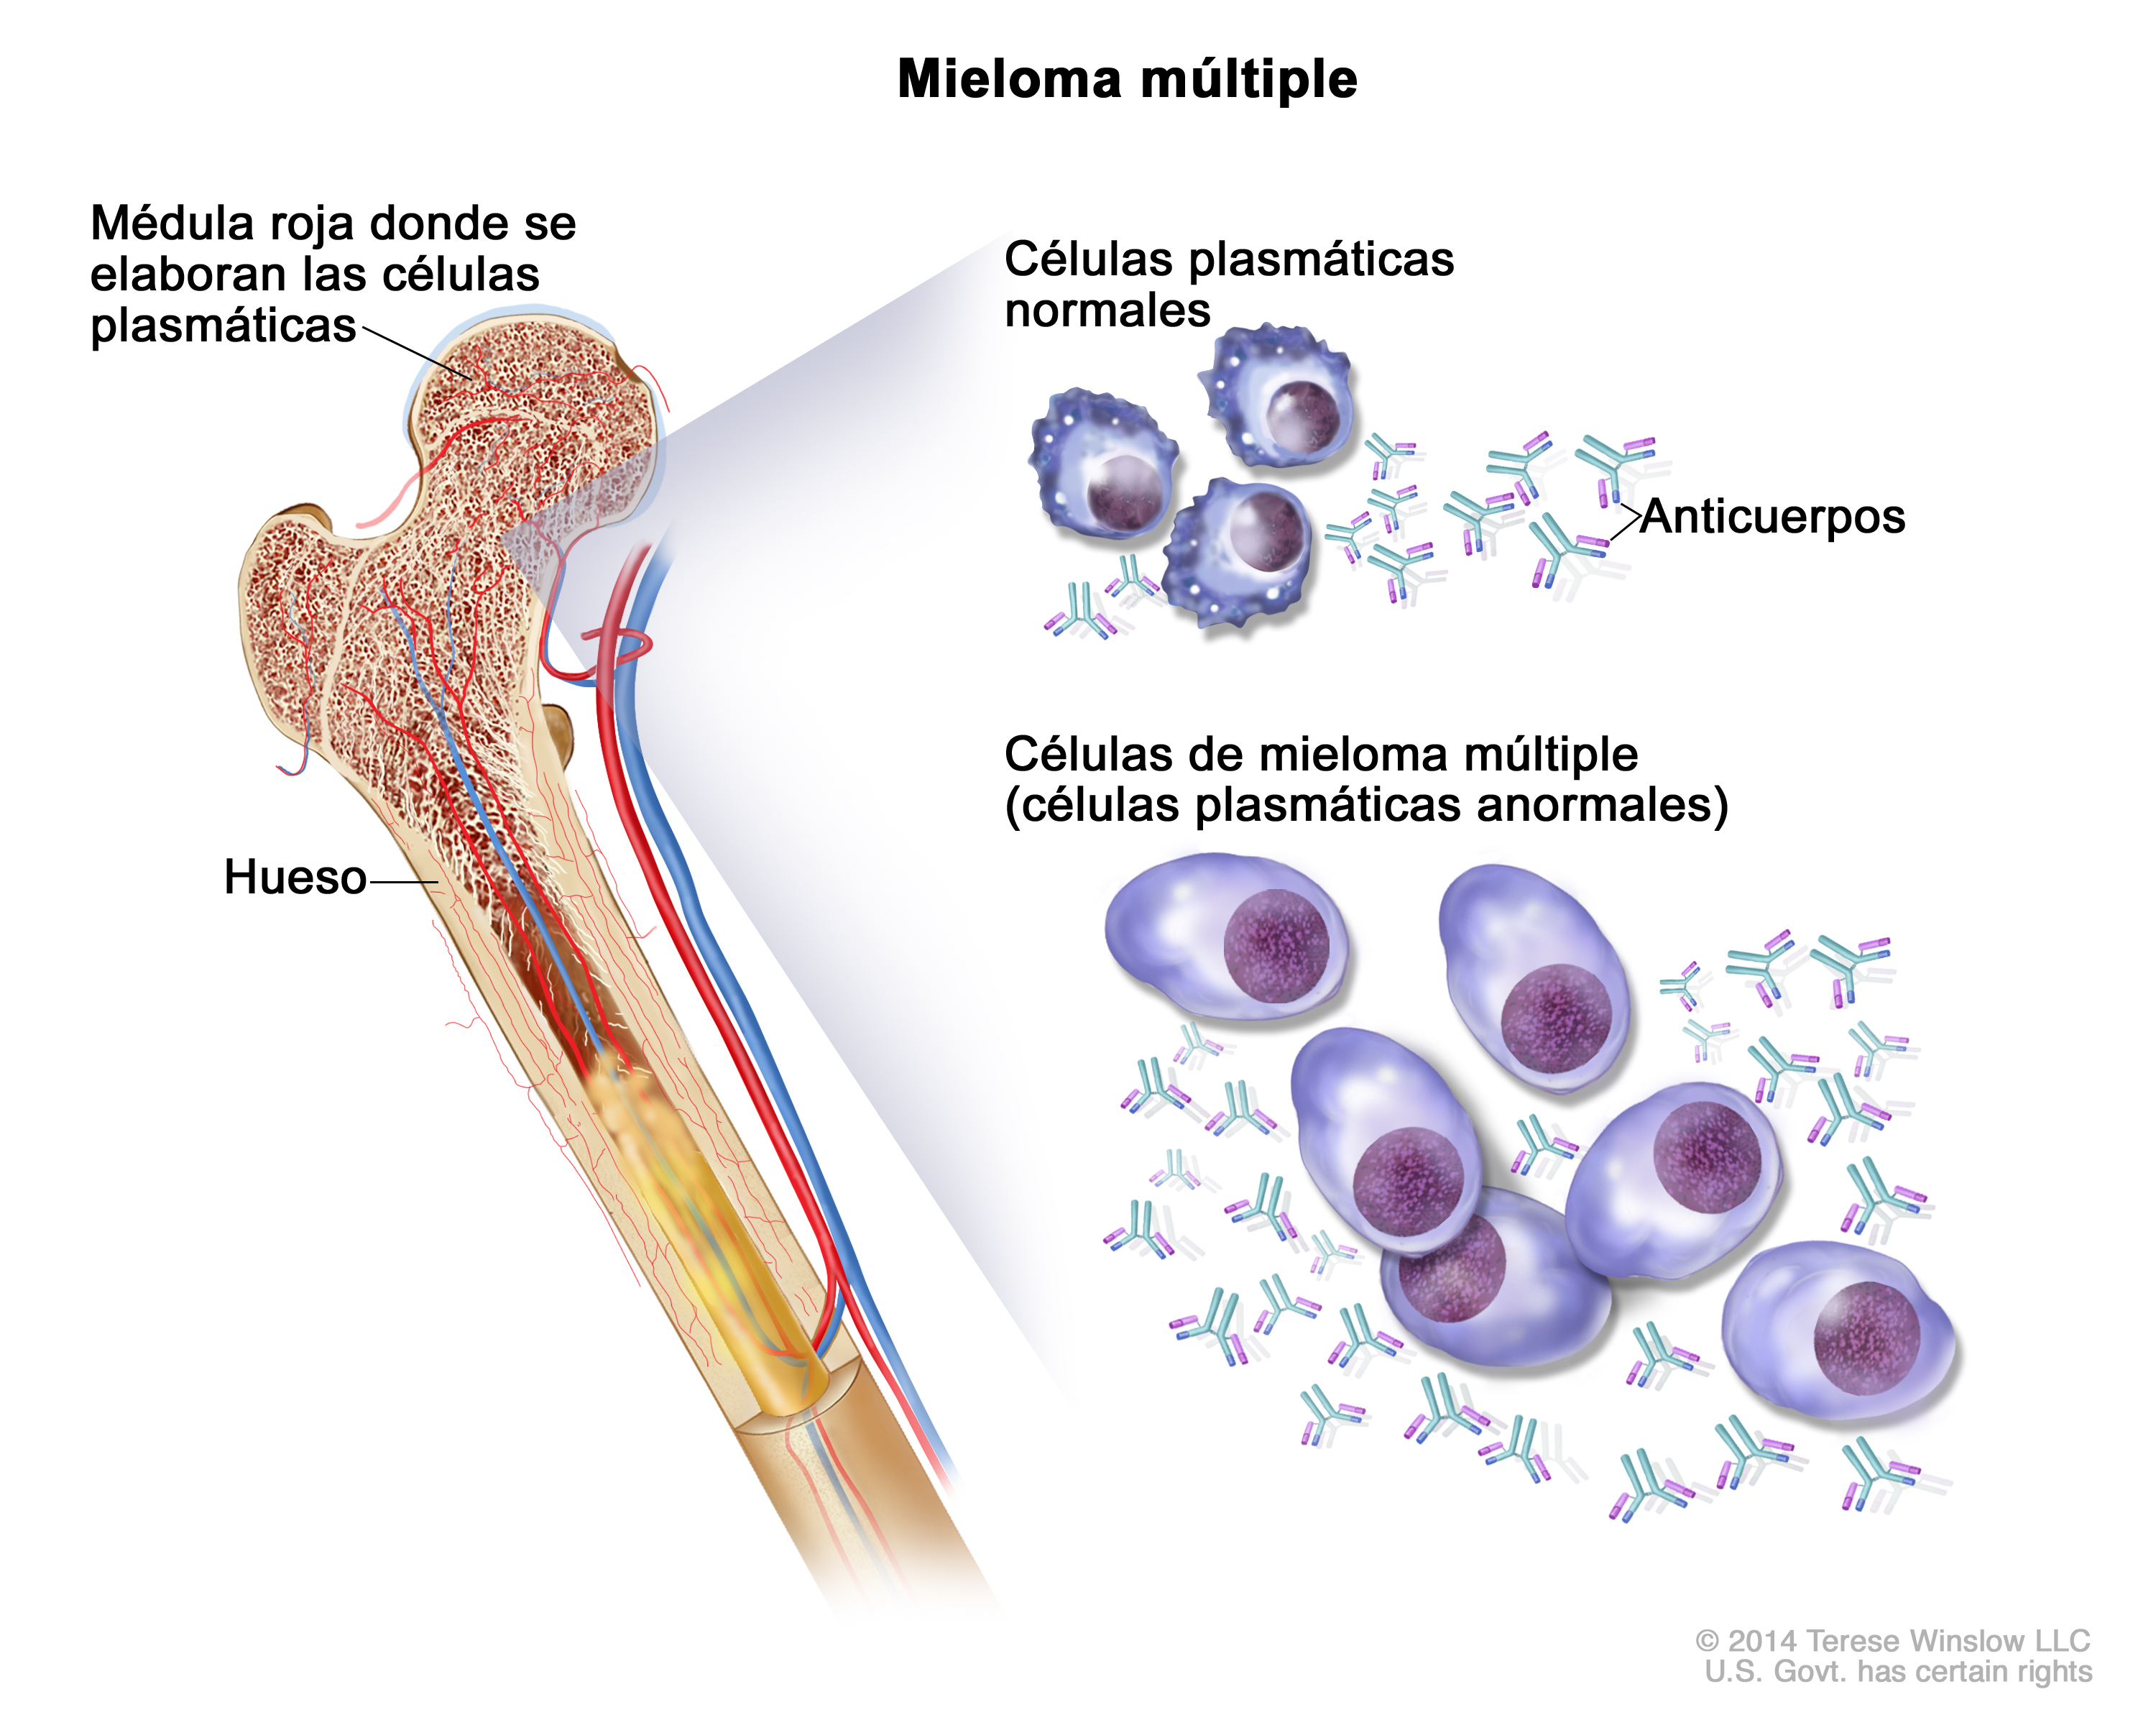 Mieloma múltiple
Médula roja donde se
elaboran las células
plasmáticas
Células plasmáticas
normales
Anticuerpos
Células de mieloma múltiple
(células plasmáticas anormales)
Hueso
© 2014 Terese Winslow LLC
U.S. Govt. has certain rights